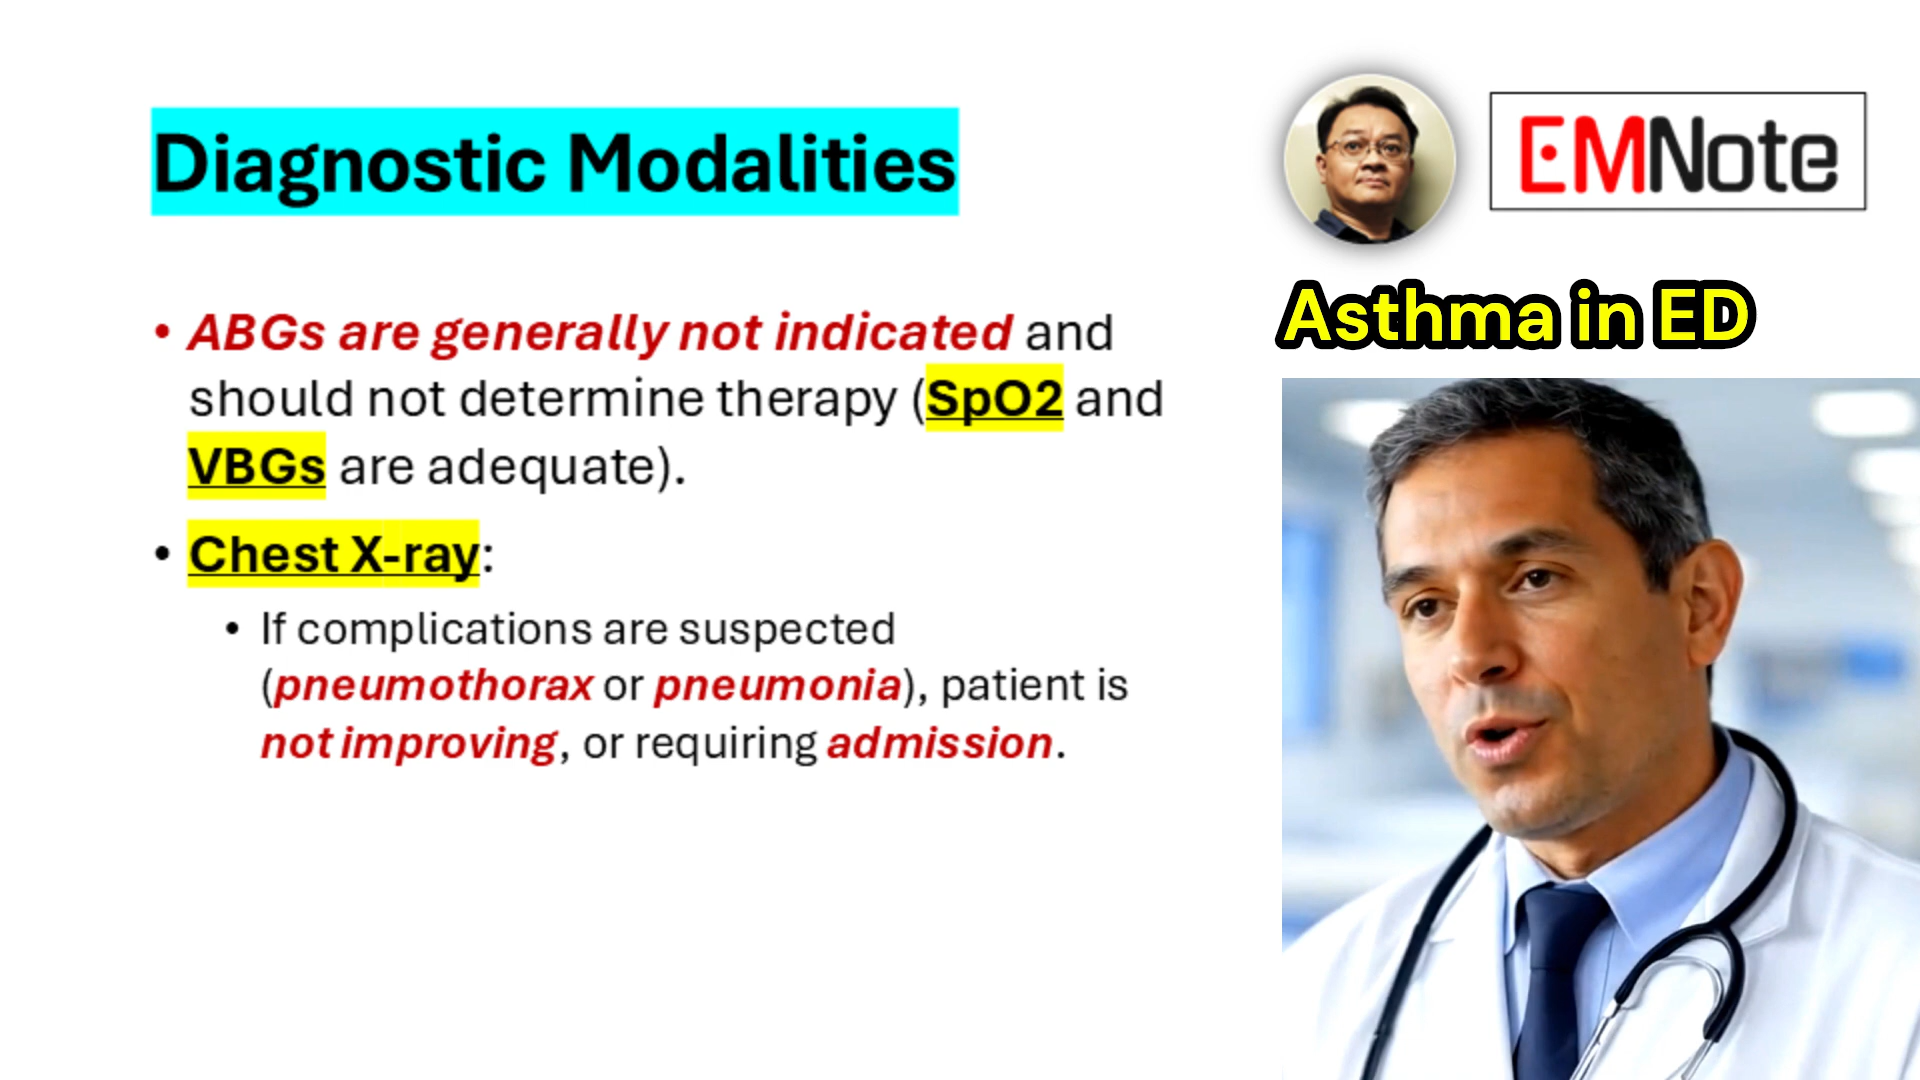 Diagnostic Modalities
EMNote
Asthma in ED
• ABGs are generally not indicated and
should not determine therapy (SpO2 and
VBGs are adequate).
• Chest X-ray:
• If complications are suspected
(pneumothorax or pneumonia), patient is
not improving, or requiring admission.